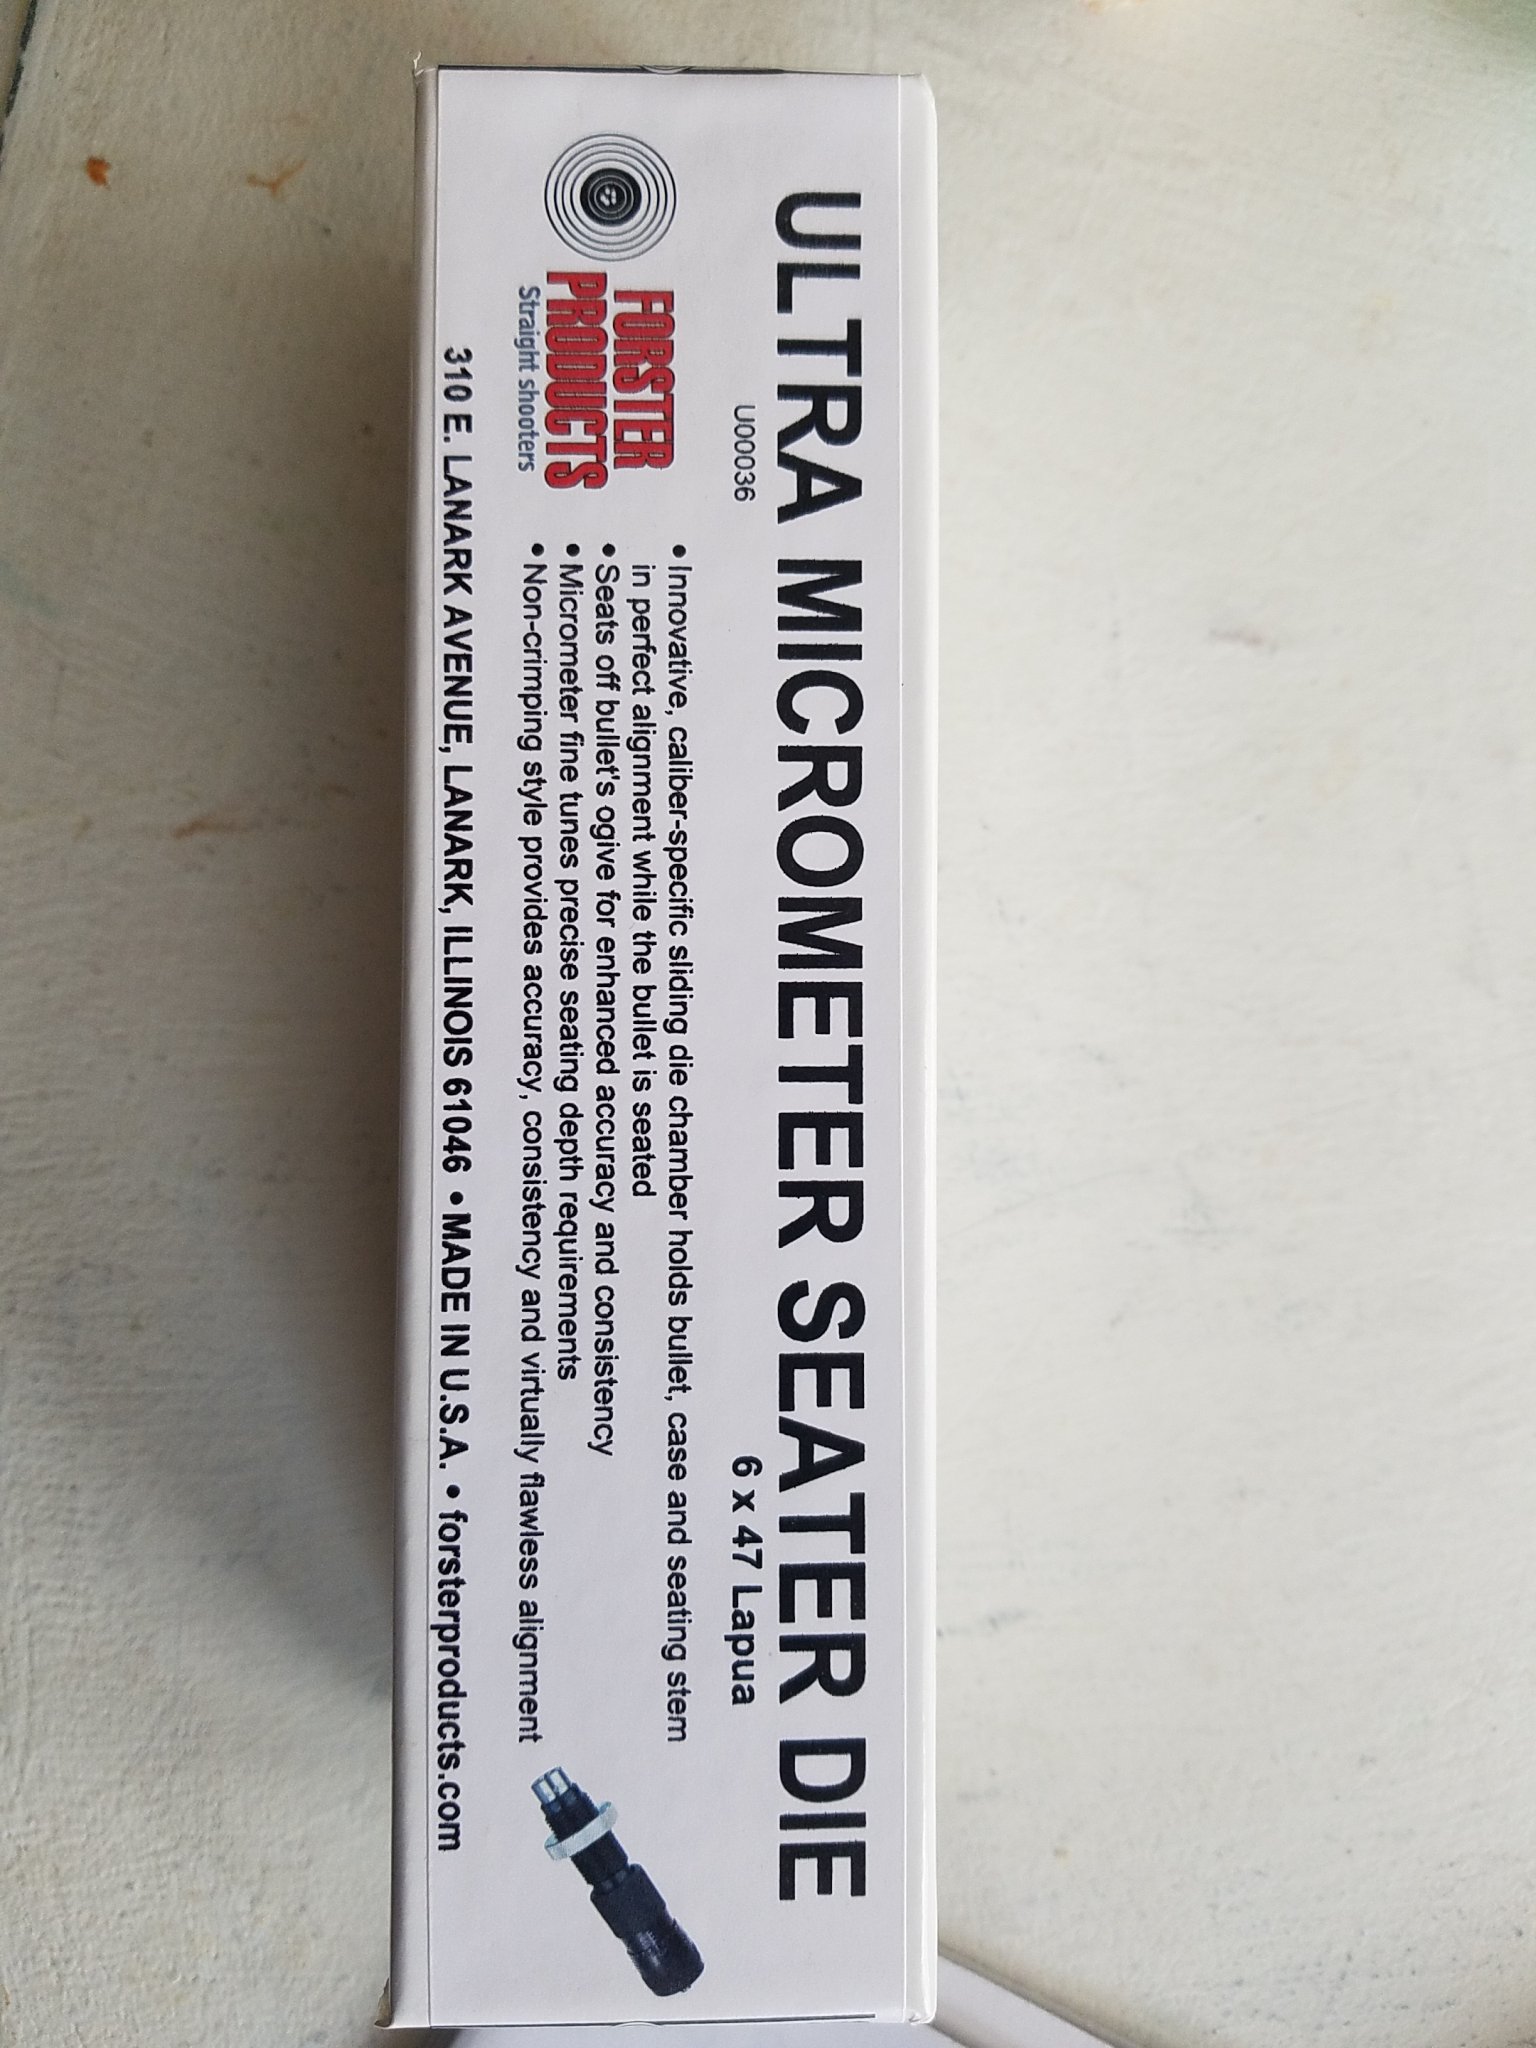 ULTRA MICROMETER SEATER DIE
U00036
6 x 47 Lapua
FORSTER
PRODUCTS
Straight shooters
• Innovative, caliber-specific sliding die chamber holds bullet, case and seating stem
in perfect alignment while the bullet is seated
• Seats off bullet's ogive for enhanced accuracy and consistency
• Micrometer fine tunes precise seating depth requirements
• Non-crimping style provides accuracy, consistency and virtually flawless alignment
310 E. LANARK AVENUE, LANARK, ILLINOIS 61046 • MADE IN U.S.A. • forsterproducts.com